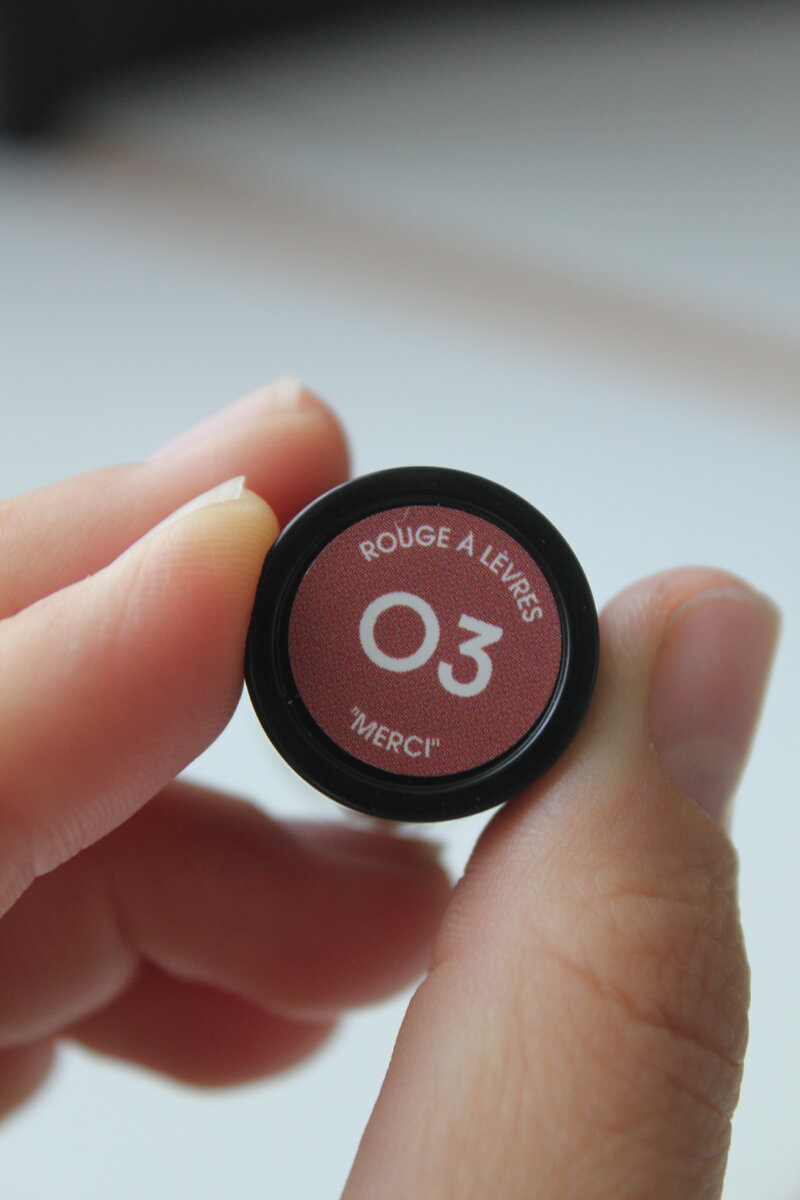 ROUGE À LÈVRES
03
"MERCI"